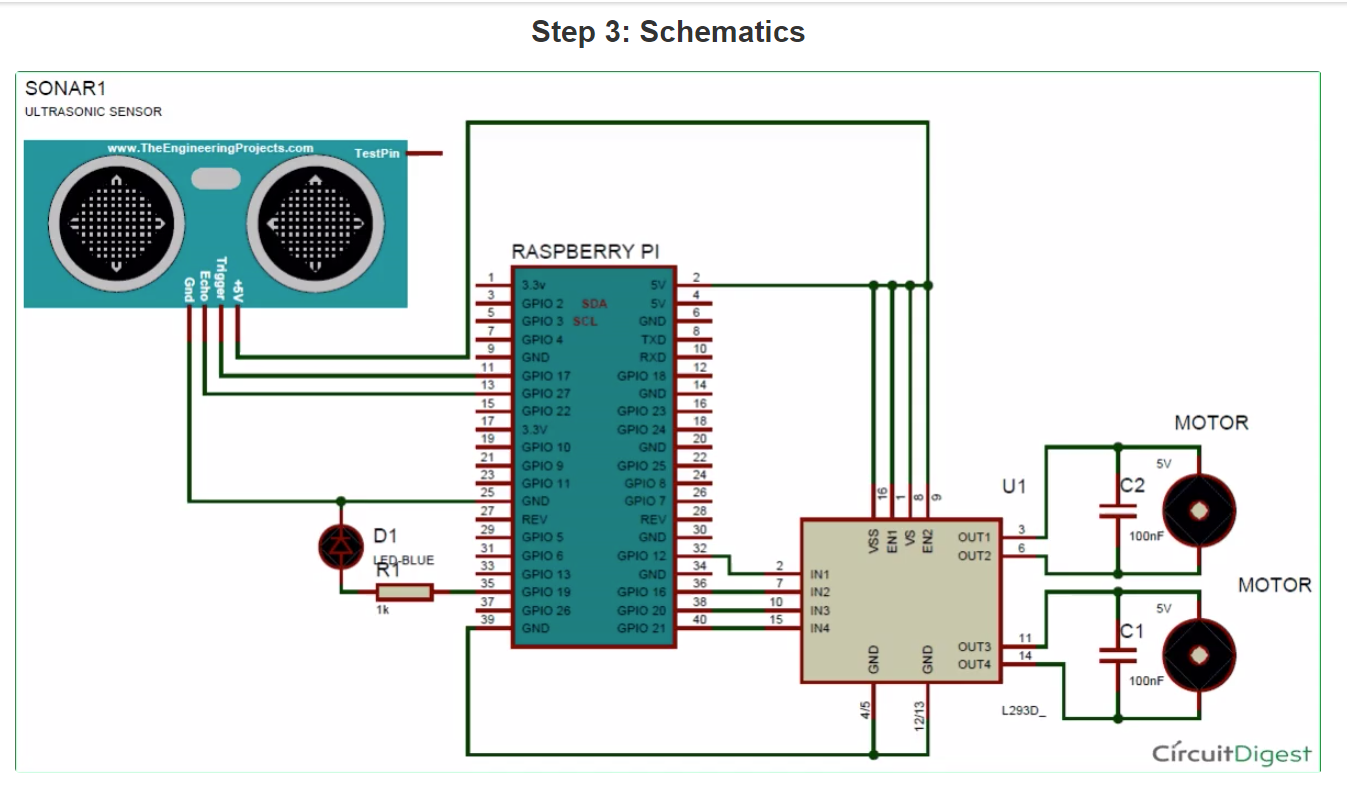 Step 3: Schematics
SONAR1
ULTRASONIC SENSOR
www.TheEngineeringProjects.com
TestPin
Gnd
Echo
Trigger
+5V
RASPBERRY PI
1 3.3v 5V 2
3 GPIO 2 SDA 5V 4
5 GPIO 3 SCL GND 6
7 GPIO 4 TXD 8
9 GND RXD 10
11 GPIO 17 GPIO 18 12
13 GPIO 27 GND 14
15 GPIO 22 GPIO 23 16
17 3.3V GPIO 24 18
19 GPIO 10 GND 20
21 GPIO 9 GPIO 25 22
23 GPIO 11 GPIO 8 24
25 GND GPIO 7 26
27 REV REV 28
29 GPIO 5 GND 30
31 GPIO 6 GPIO 12 32
33 GPIO 13 GND 34
35 GPIO 19 GPIO 16 36
37 GPIO 26 GPIO 20 38
39 GND GPIO 21 40
D1
LED-BLUE
R1
1k
U1
16 1 8 9
VSS EN1 VS EN2
OUT1 3
OUT2 6
2 IN1
7 IN2
10 IN3
15 IN4
OUT3 11
OUT4 14
GND GND
4/5 12/13
L293D_
MOTOR
5V
C2
100nF
MOTOR
5V
C1
100nF
CircuitDigest